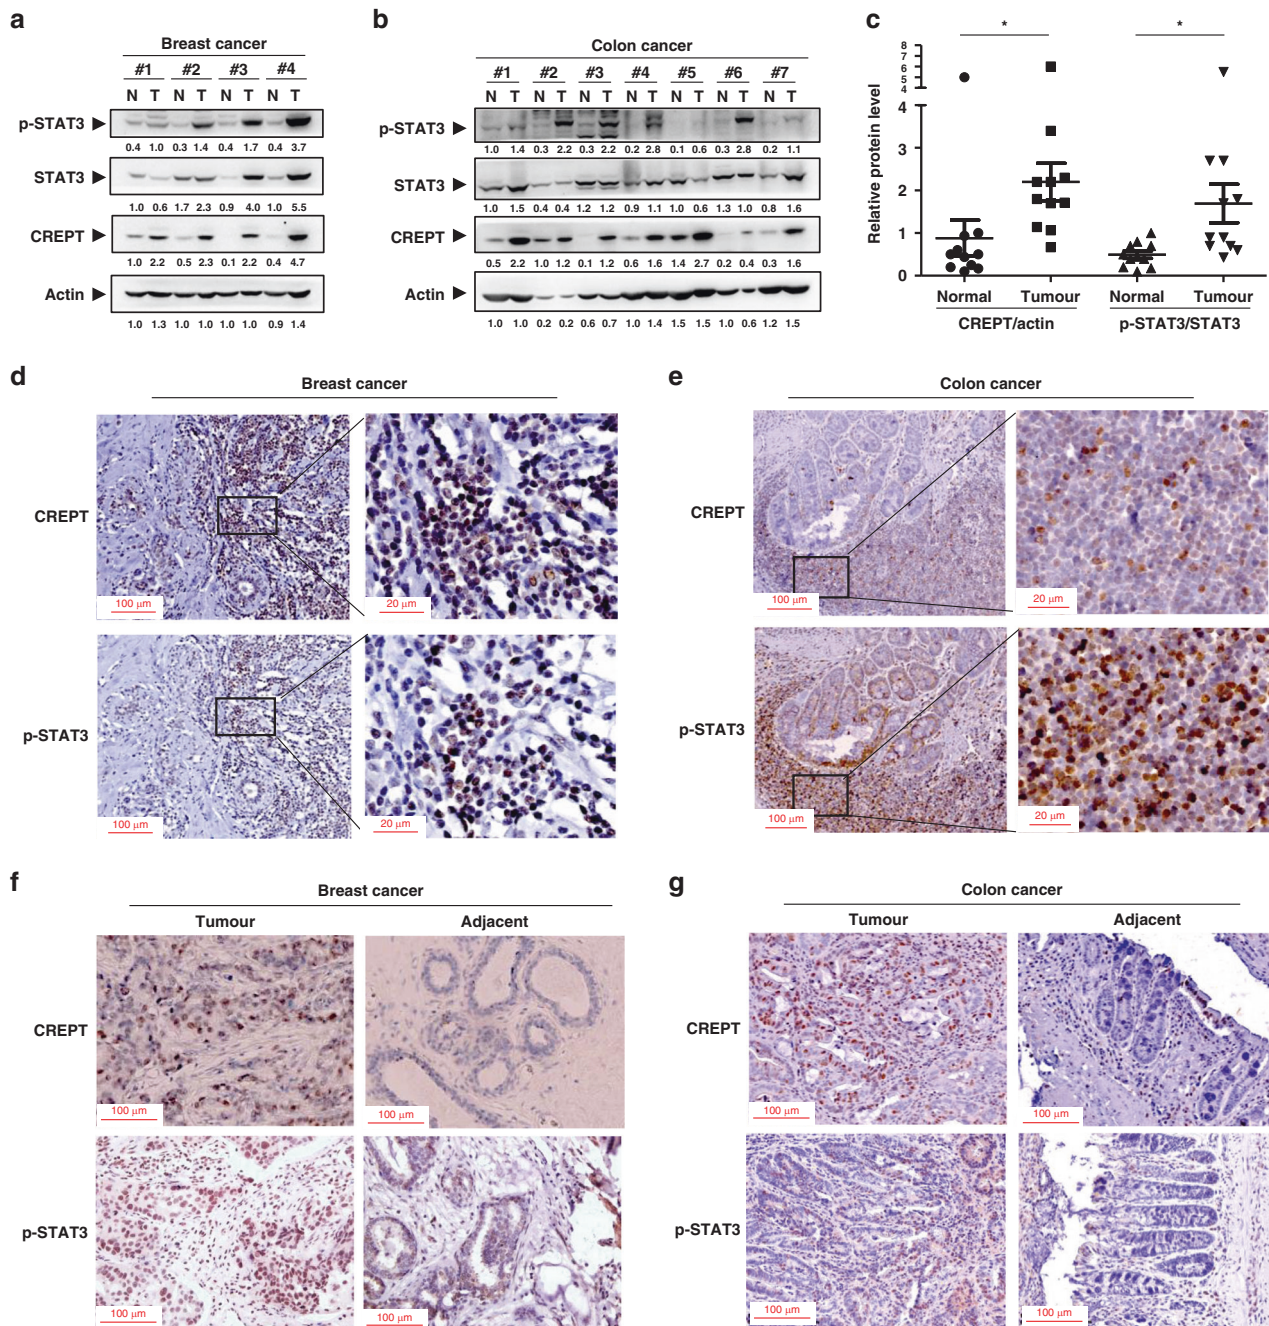 a
Breast cancer
#1 #2 #3 #4
N T N T N T N T
p-STAT3
0.4 1.0 0.3 1.4 0.4 1.7 0.4 3.7
STAT3
1.0 0.6 1.7 2.3 0.9 4.0 1.0 5.5
CREPT
1.0 2.2 0.5 2.3 0.1 2.2 0.4 4.7
Actin
1.0 1.3 1.0 1.0 1.0 1.0 0.9 1.4
b
Colon cancer
#1 #2 #3 #4 #5 #6 #7
N T N T N T N T N T N T N T
p-STAT3
1.0 1.4 0.3 2.2 0.3 2.2 0.2 2.8 0.1 0.6 0.3 2.8 0.2 1.1
STAT3
1.0 1.5 0.4 0.4 1.2 1.2 0.9 1.1 1.0 0.6 1.3 1.0 0.8 1.6
CREPT
0.5 2.2 1.0 1.2 0.1 1.2 0.6 1.6 1.4 2.7 0.2 0.4 0.3 1.6
Actin
1.0 1.0 0.2 0.2 0.6 0.7 1.0 1.4 1.5 1.5 1.0 0.6 1.2 1.5
c
* *
Relative protein level
8
7
6
5
4
4
3
2
1
0
Normal Tumour Normal Tumour
CREPT/actin p-STAT3/STAT3
d
Breast cancer
CREPT
100 µm 20 µm
p-STAT3
100 µm 20 µm
e
Colon cancer
CREPT
100 µm 20 µm
p-STAT3
100 µm 20 µm
f
Breast cancer
Tumour Adjacent
CREPT
100 µm 100 µm
p-STAT3
100 µm 100 µm
g
Colon cancer
Tumour Adjacent
CREPT
100 µm 100 µm
p-STAT3
100 µm 100 µm